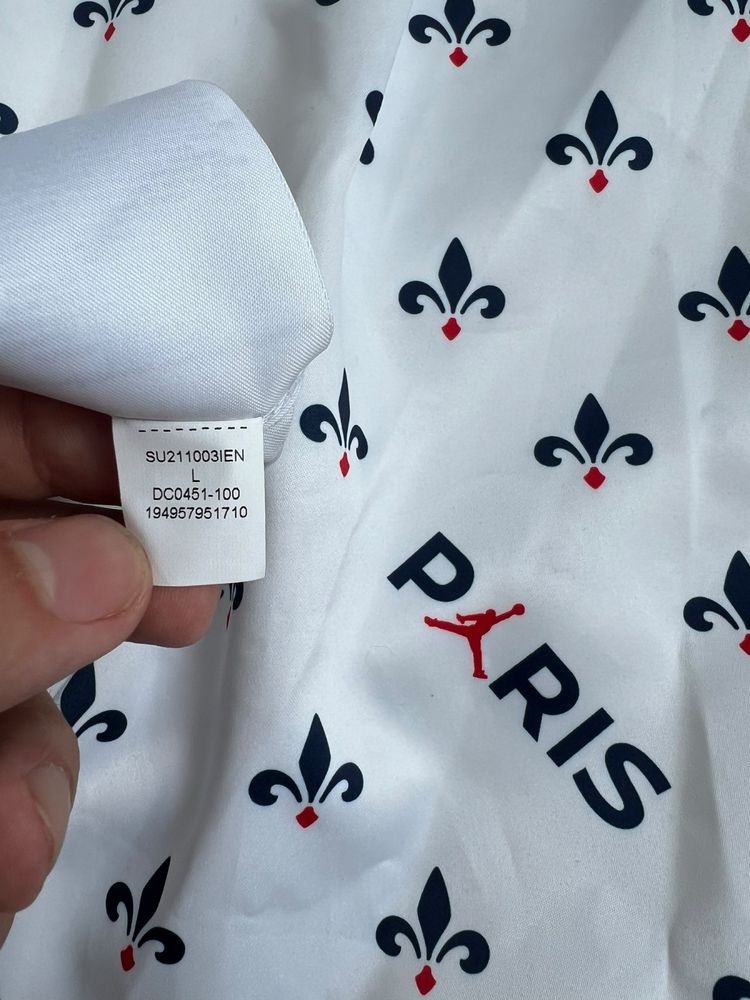 SU211003IEN
L
DC0451-100
194957951710
PARIS